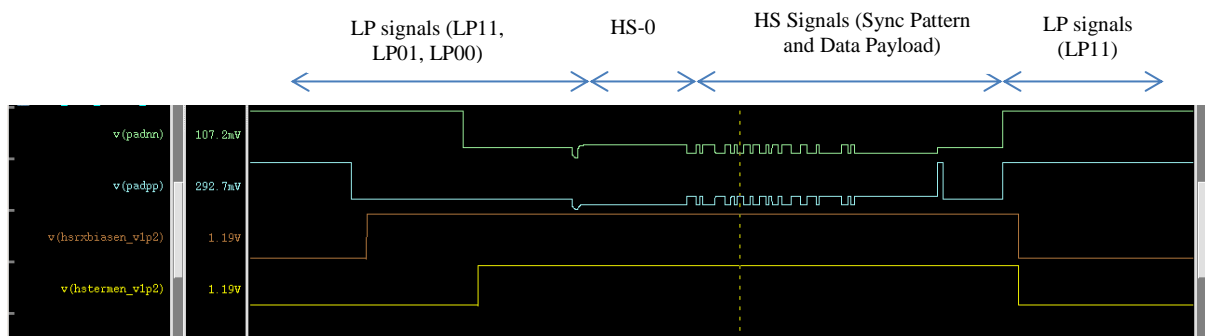 LP signals (LP11,
LP01, LP00)
HS-0
HS Signals (Sync Pattern
and Data Payload)
LP signals
(LP11)
v(padnn) 107.2mV
v(padpp) 292.7mV
v(hsrxbiasen_v1p2) 1.19V
v(hstermen_v1p2) 1.19V